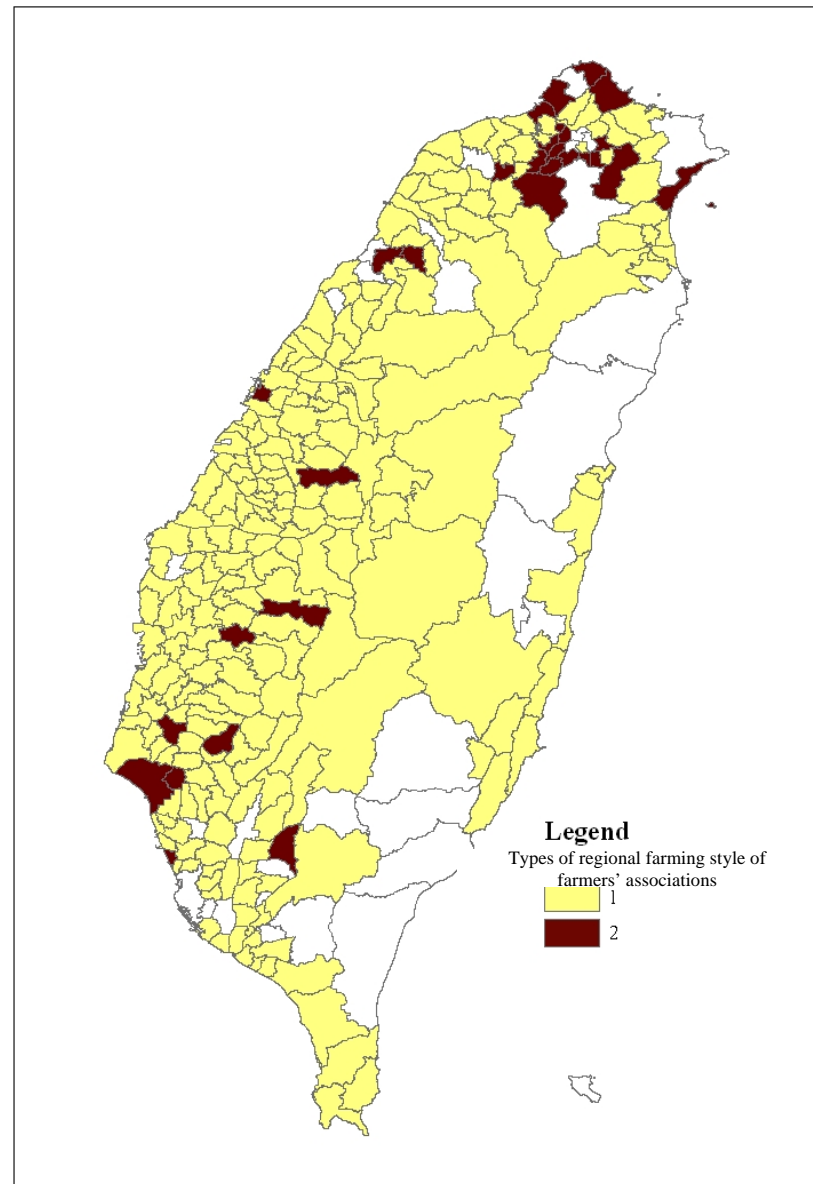 Legend
Types of regional farming style of
farmers' associations
1
2